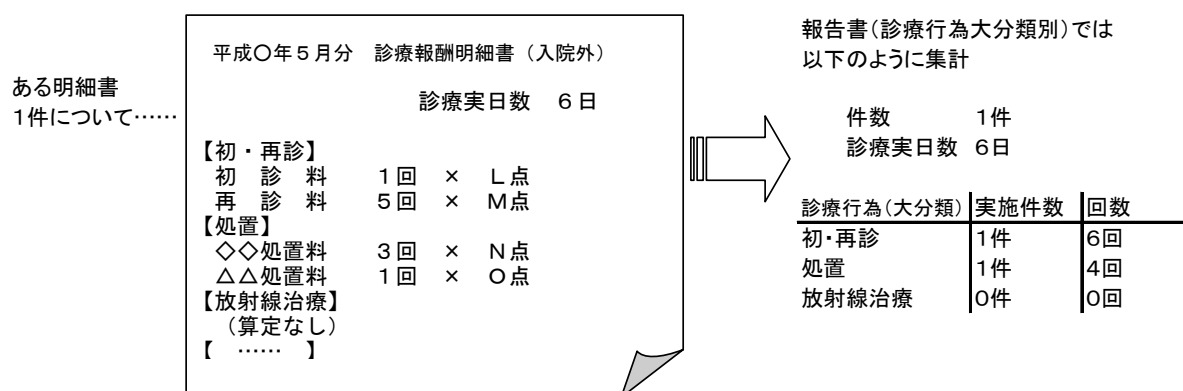 ある明細書
1件について……
平成〇年5月分 診療報酬明細書（入院外）
診療実日数 6日
【初・再診】
初 診 料 1回 × L点
再 診 料 5回 × M点
【処置】
◇◇処置料 3回 × N点
△△処置料 1回 × O点
【放射線治療】
（算定なし）
【 …… 】
報告書（診療行為大分類別）では
以下のように集計
件数 1件
診療実日数 6日
診療行為（大分類） 実施件数 回数
初・再診 1件 6回
処置 1件 4回
放射線治療 0件 0回